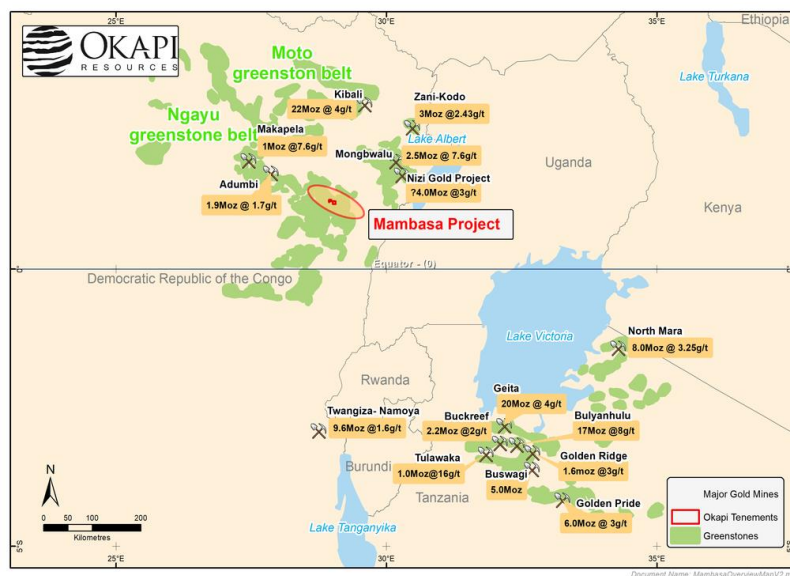 25°E
30°E
35°E
OKAPI
RESOURCES
Ethiopia
Moto
greenston belt
Lake Turkana
Kibali
22Moz @ 4g/t
Zani-Kodo
3Moz @2.43g/t
Ngayu
greenstone belt
Makapela
1Moz @7.6g/t
Lake Albert
Mongbwalu
2.5Moz @ 7.6g/t
Uganda
Adumbi
1.9Moz @ 1.7g/t
Nizi Gold Project
74.0Moz @3g/t
Kenya
Mambasa Project
Equator - (0)
Democratic Republic of the Congo
Lake Victoria
North Mara
8.0Moz @ 3.25g/t
Rwanda
Geita
20Moz @ 4g/t
Twangiza- Namoya
9.6Moz @1.6g/t
Buckreef
2.2Moz @2g/t
Bulyanhulu
17Moz @8g/t
Tulawaka
1.0Moz@16g/t
Golden Ridge
1.6moz @3g/t
Burundi
Buswagi
5.0Moz
Tanzania
Golden Pride
6.0Moz @ 3g/t
N
0 50 100 200
Kilometres
Lake Tanganyika
Major Gold Mines
Okapi Tenements
Greenstones
5°S
5°S
25°E
30°E
35°E